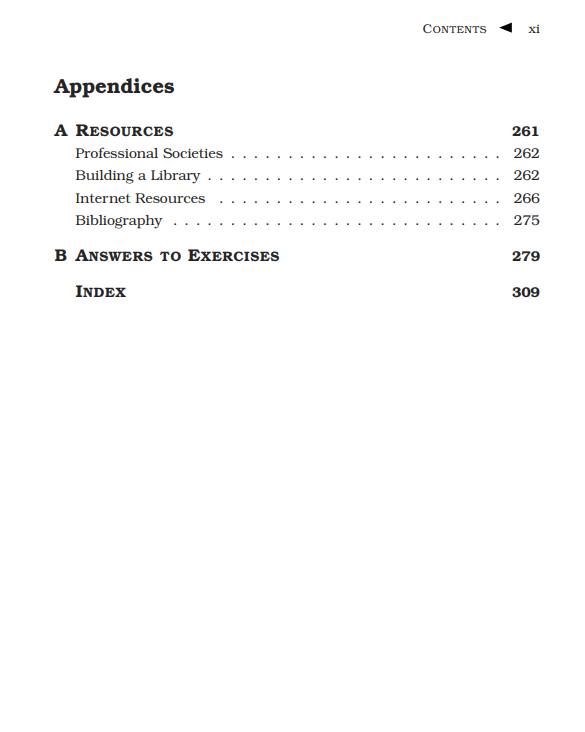 CONTENTS ◀ xi
Appendices
A RESOURCES 261
Professional Societies . . . . . . . . . . . . . . . . . . . . . . . . 262
Building a Library . . . . . . . . . . . . . . . . . . . . . . . . . . 262
Internet Resources . . . . . . . . . . . . . . . . . . . . . . . . . 266
Bibliography . . . . . . . . . . . . . . . . . . . . . . . . . . . . . 275
B ANSWERS TO EXERCISES 279
INDEX 309